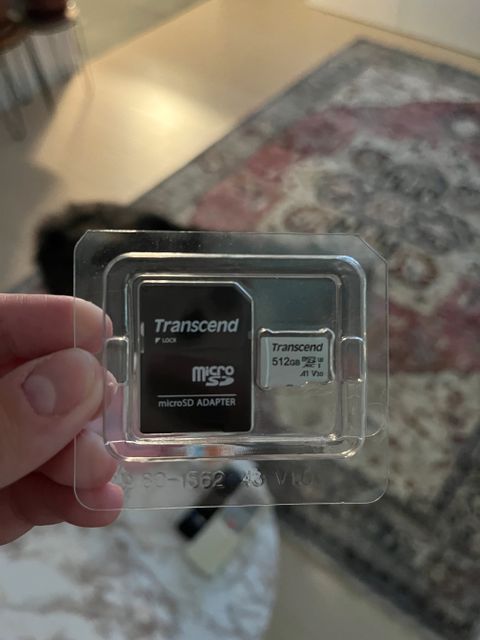 Transcend
LOCK
micro
SD
microSD ADAPTER
Transcend
512GB
A1 V30